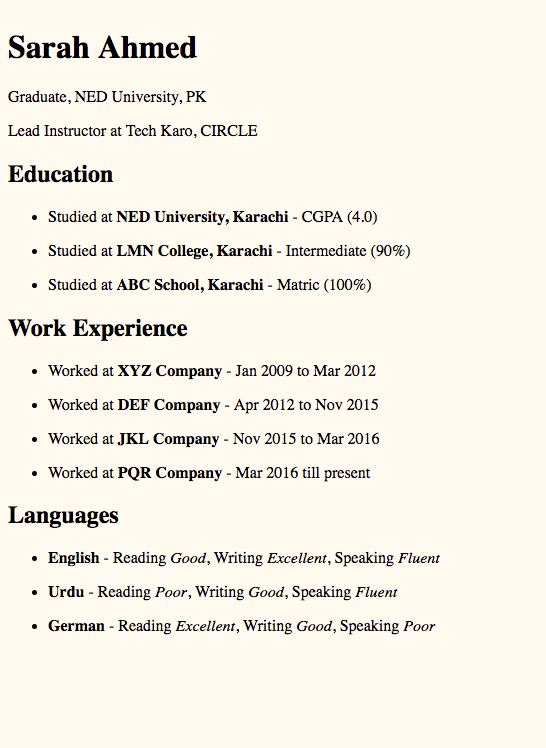 Sarah Ahmed
Graduate, NED University, PK
Lead Instructor at Tech Karo, CIRCLE
Education
• Studied at NED University, Karachi - CGPA (4.0)
• Studied at LMN College, Karachi - Intermediate (90%)
• Studied at ABC School, Karachi - Matric (100%)
Work Experience
• Worked at XYZ Company - Jan 2009 to Mar 2012
• Worked at DEF Company - Apr 2012 to Nov 2015
• Worked at JKL Company - Nov 2015 to Mar 2016
• Worked at PQR Company - Mar 2016 till present
Languages
• English - Reading Good, Writing Excellent, Speaking Fluent
• Urdu - Reading Poor, Writing Good, Speaking Fluent
• German - Reading Excellent, Writing Good, Speaking Poor